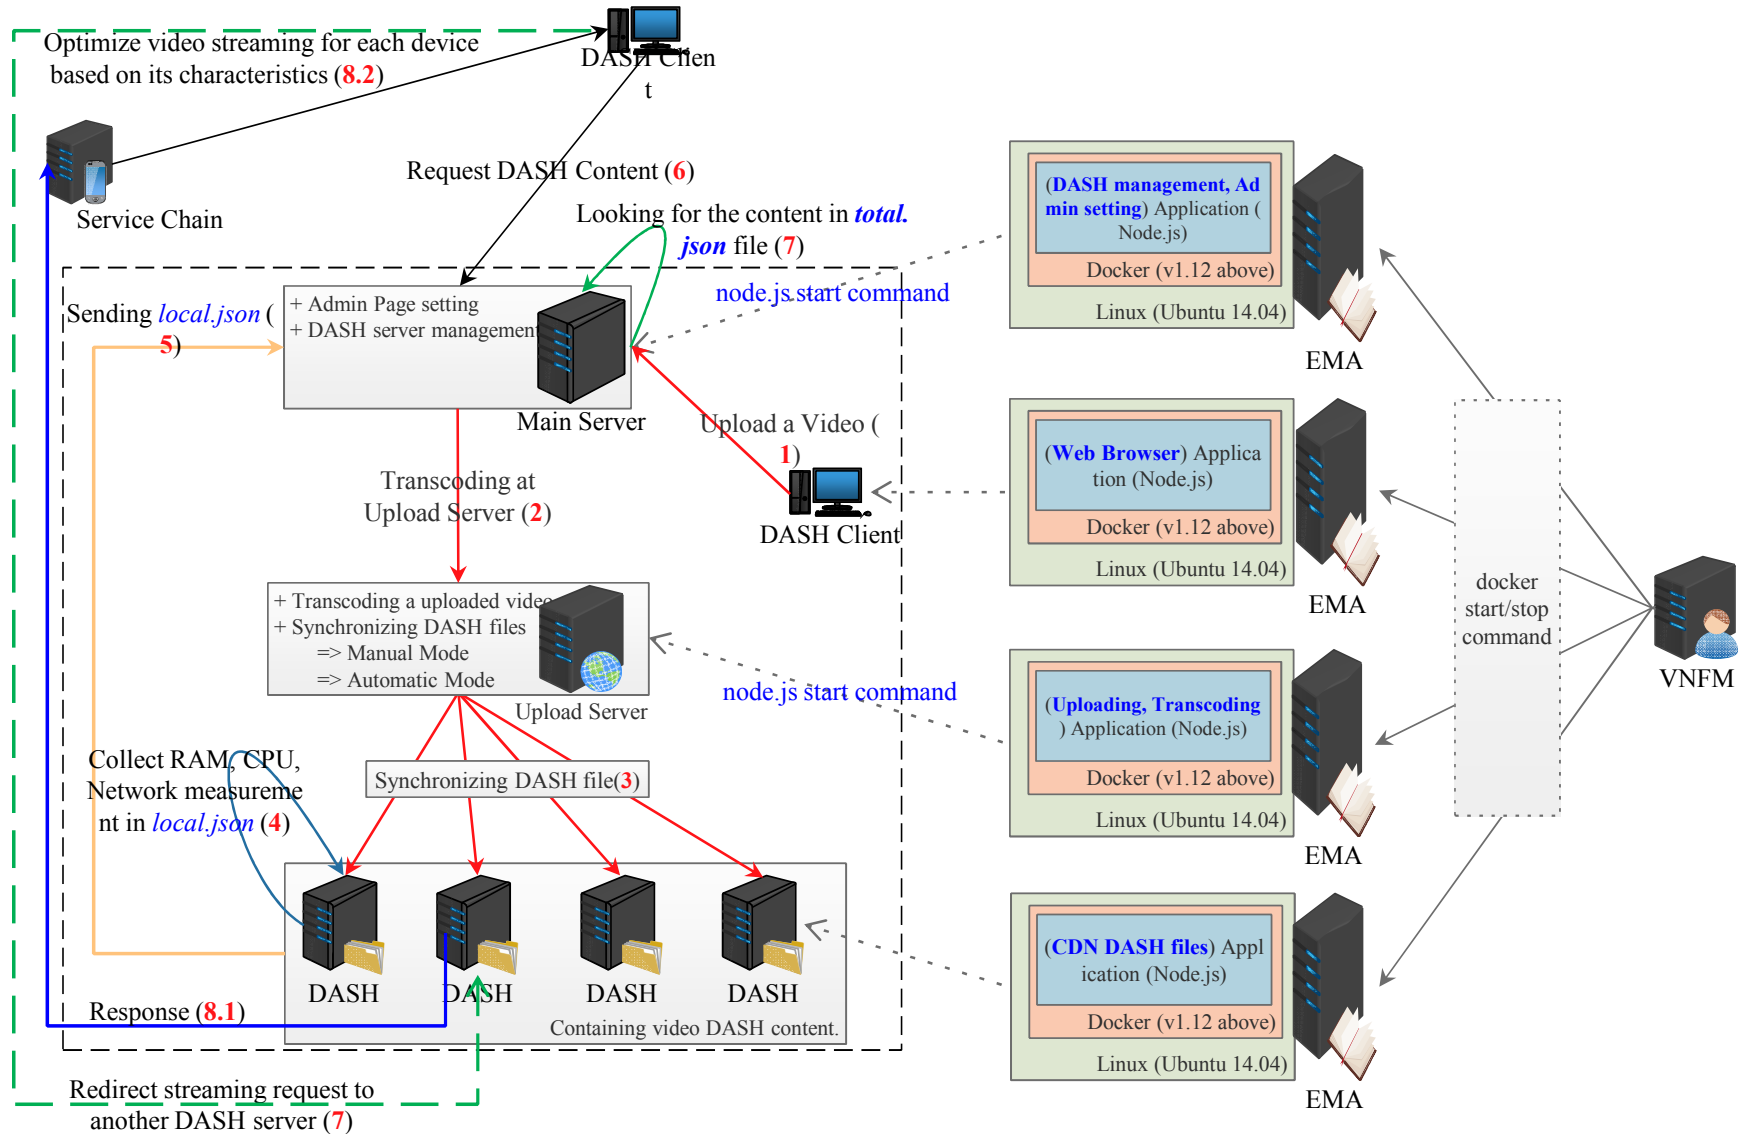 Optimize video streaming for each device
based on its characteristics (8.2)
DASH Clien
t
Service Chain
Request DASH Content (6)
Looking for the content in total.
json file (7)
Sending local.json (
5)
+ Admin Page setting
+ DASH server management
Main Server
node.js start command
Upload a Video (
1)
DASH Client
Transcoding at
Upload Server (2)
+ Transcoding a uploaded video
+ Synchronizing DASH files
=> Manual Mode
=> Automatic Mode
Upload Server
node.js start command
Collect RAM, CPU,
Network measureme
nt in local.json (4)
Synchronizing DASH file(3)
DASH
DASH
DASH
DASH
Containing video DASH content.
Response (8.1)
Redirect streaming request to
another DASH server (7)
(DASH management, Ad
min setting) Application (
Node.js)
Docker (v1.12 above)
Linux (Ubuntu 14.04)
EMA
(Web Browser) Applica
tion (Node.js)
Docker (v1.12 above)
Linux (Ubuntu 14.04)
EMA
(Uploading, Transcoding
) Application (Node.js)
Docker (v1.12 above)
Linux (Ubuntu 14.04)
EMA
(CDN DASH files) Appl
ication (Node.js)
Docker (v1.12 above)
Linux (Ubuntu 14.04)
EMA
docker
start/stop
command
VNFM